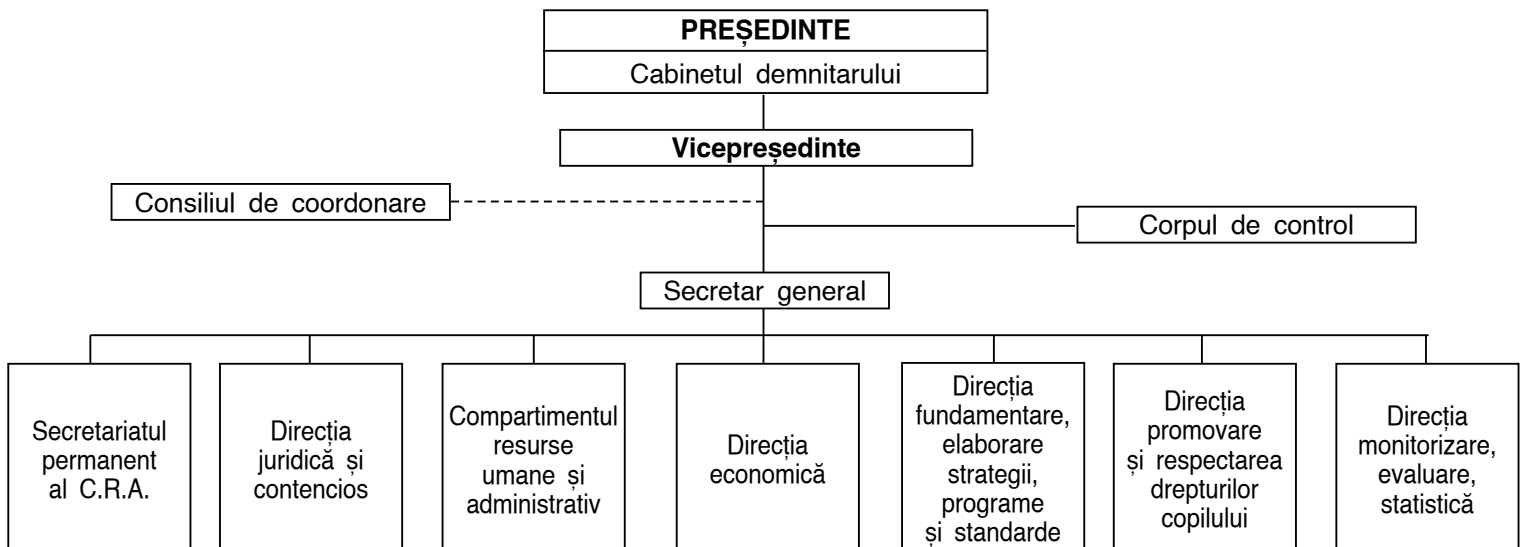 PREȘEDINTE
Cabinetul demnitarului
Vicepreședinte
Consiliul de coordonare
Corpul de control
Secretar general
Secretariatul
permanent
al C.R.A.
Direcția
juridică și
contencios
Compartimentul
resurse
umane și
administrativ
Direcția
economică
Direcția
fundamentare,
elaborare
strategii,
programe
și standarde
Direcția
promovare
și respectarea
drepturilor
copilului
Direcția
monitorizare,
evaluare,
statistică